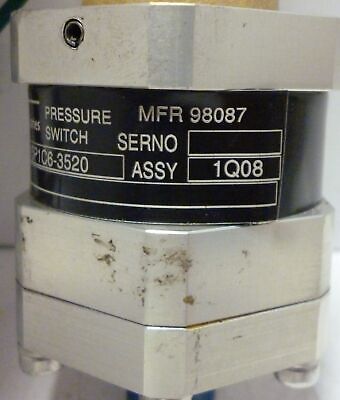 PRESSURE MFR 98087
SWITCH SERNO
P1C6-3520 ASSY 1Q08